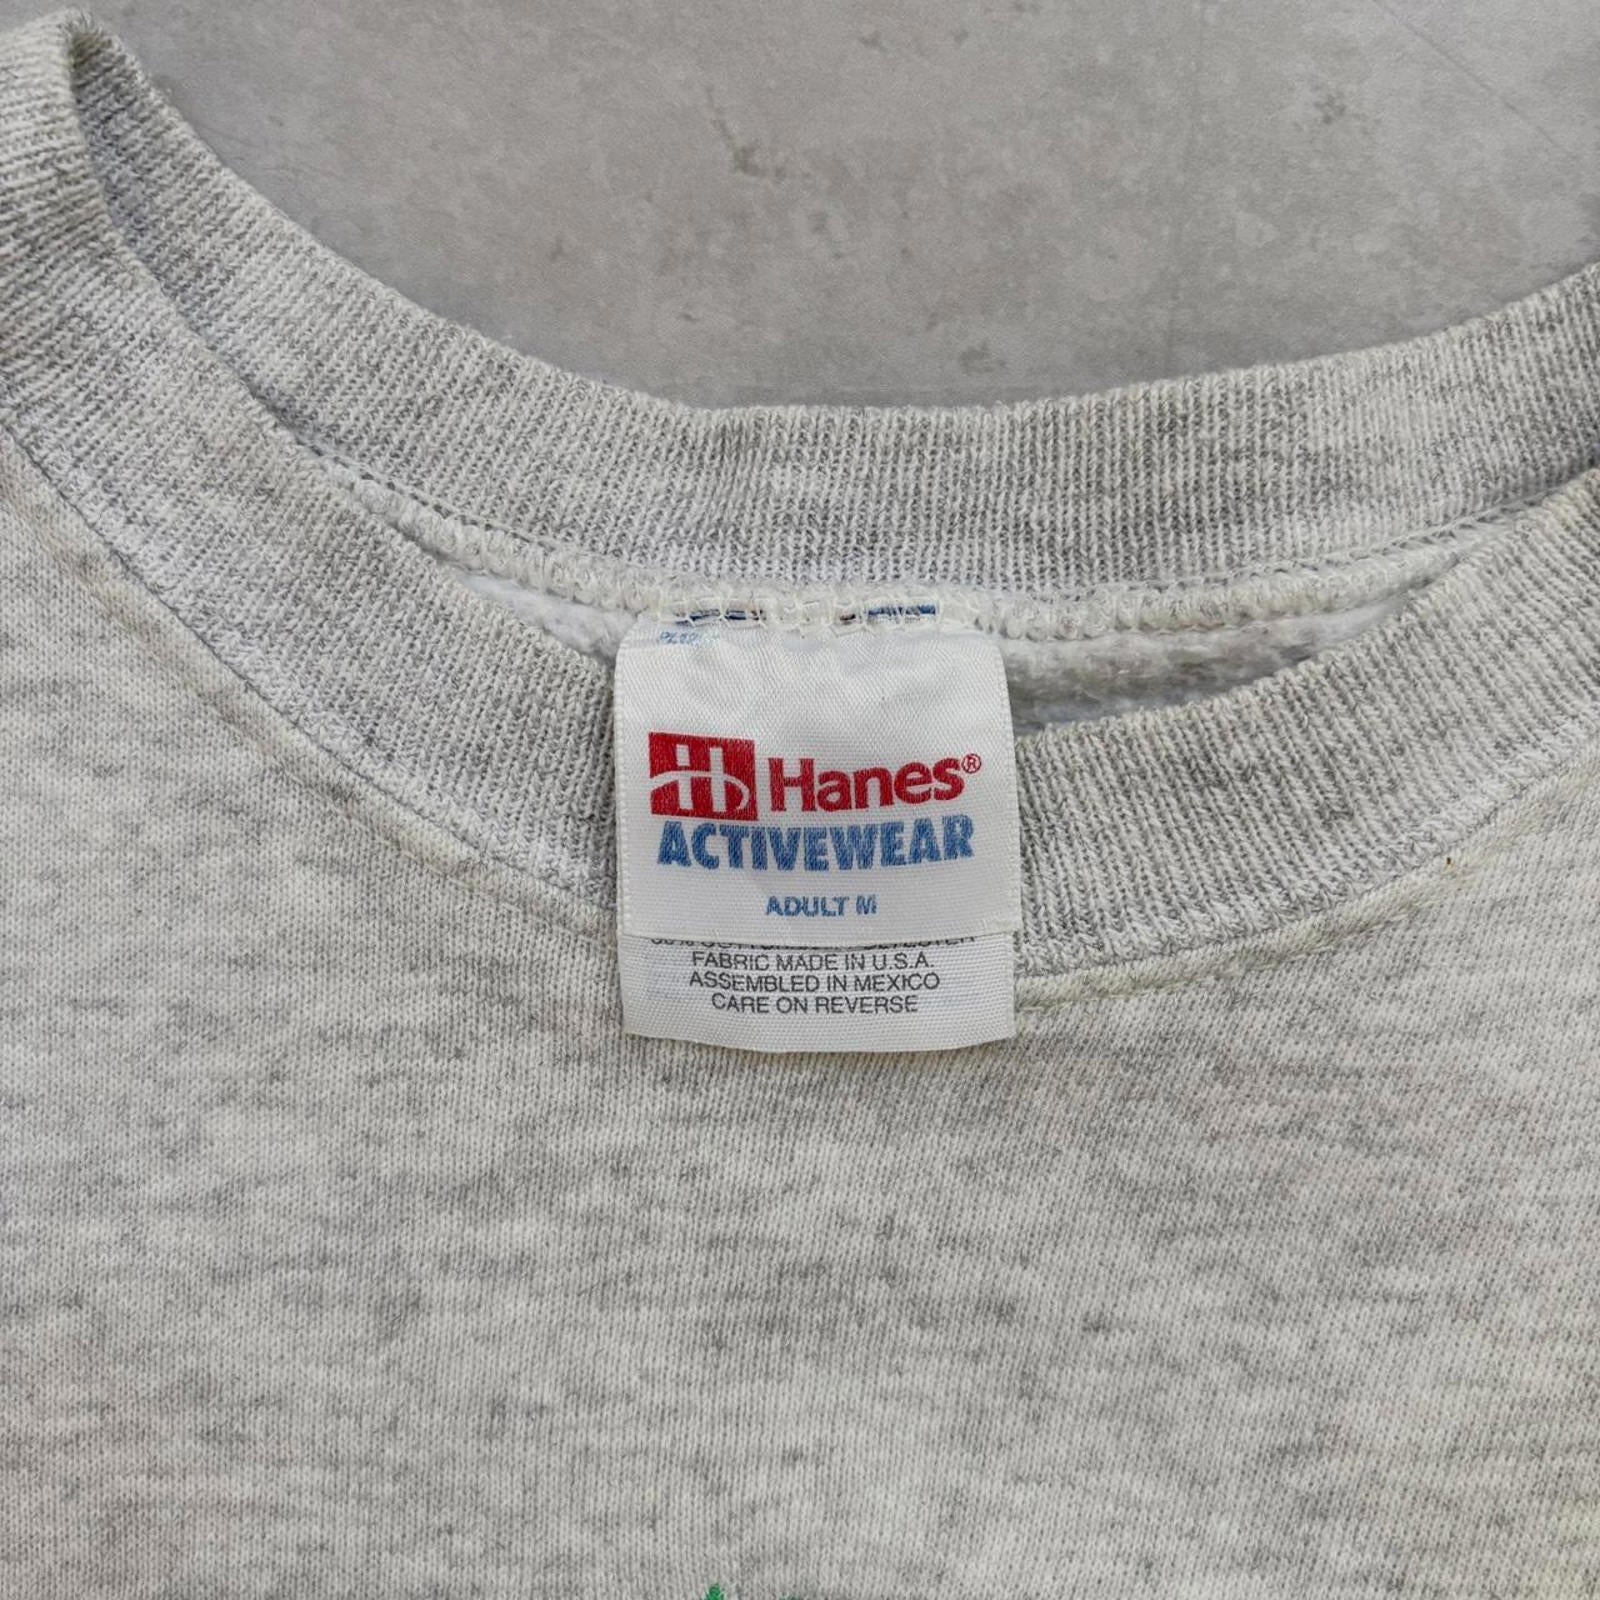 Hanes®
ACTIVEWEAR
ADULT M
FABRIC MADE IN U.S.A.
ASSEMBLED IN MEXICO
CARE ON REVERSE